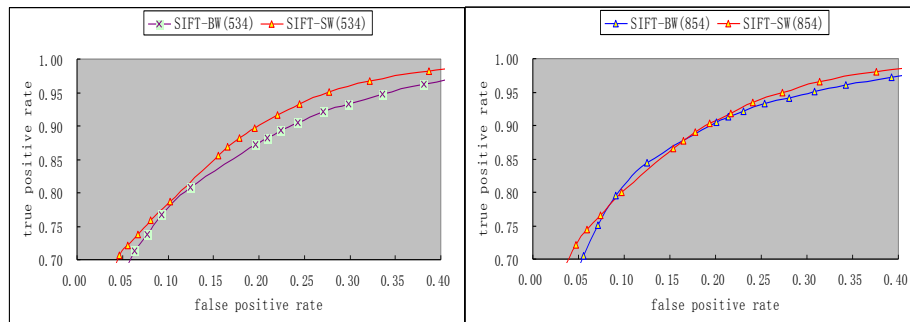 SIFT-BW(534) SIFT-SW(534)
1.00
0.95
0.90
0.85
0.80
0.75
0.70
true positive rate
0.00 0.05 0.10 0.15 0.20 0.25 0.30 0.35 0.40
false positive rate
SIFT-BW(854) SIFT-SW(854)
1.00
0.95
0.90
0.85
0.80
0.75
0.70
true positive rate
0.00 0.05 0.10 0.15 0.20 0.25 0.30 0.35 0.40
false positive rate